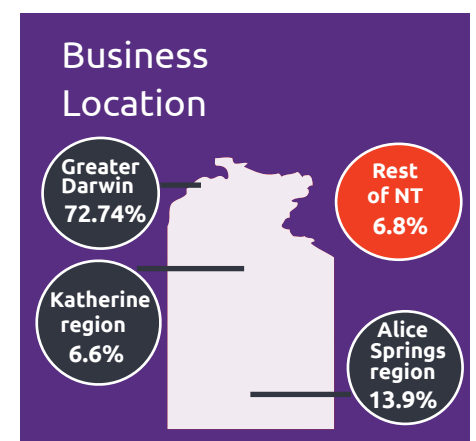 Business
Location
Greater
Darwin
72.74%
Rest
of NT
6.8%
Katherine
region
6.6%
Alice
Springs
region
13.9%